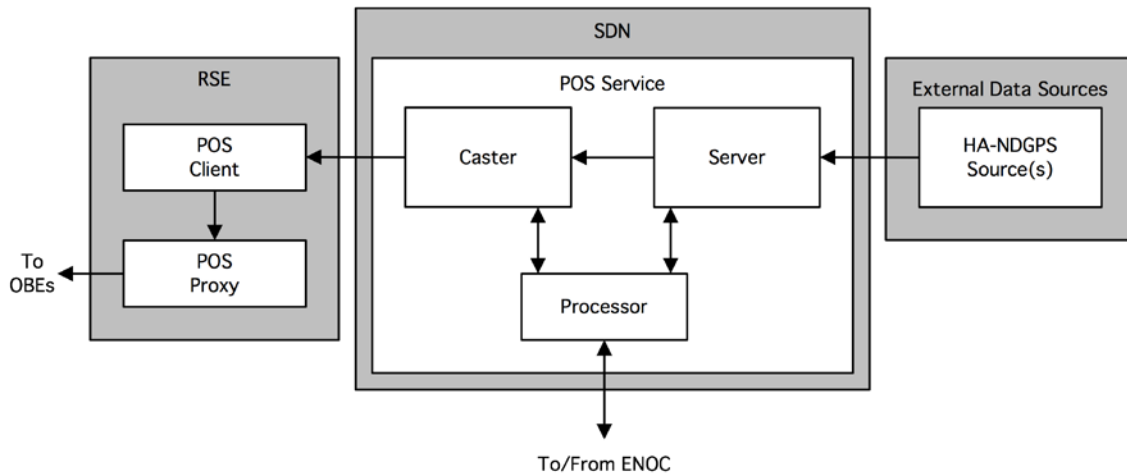 SDN
RSE
POS Service
External Data Sources
POS
Client
Caster
Server
HA-NDGPS
Source(s)
To
OBEs
POS
Proxy
Processor
To/From ENOC